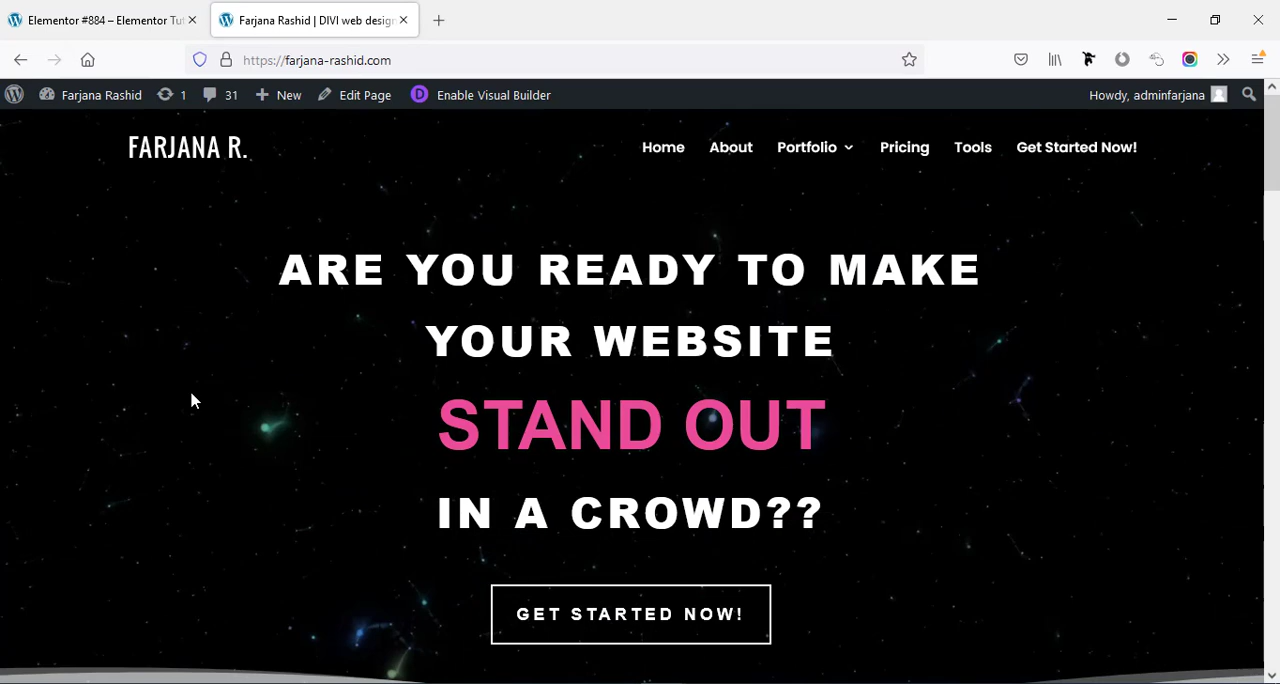 Elementor #884 – Elementor Tut
Farjana Rashid | DIVI web design
https://farjana-rashid.com
Farjana Rashid
1
31
New
Edit Page
D
Enable Visual Builder
Howdy, adminfarjana
FARJANA R.
Home
About
Portfolio
Pricing
Tools
Get Started Now!
ARE YOU READY TO MAKE
YOUR WEBSITE
STAND OUT
IN A CROWD??
GET STARTED NOW!